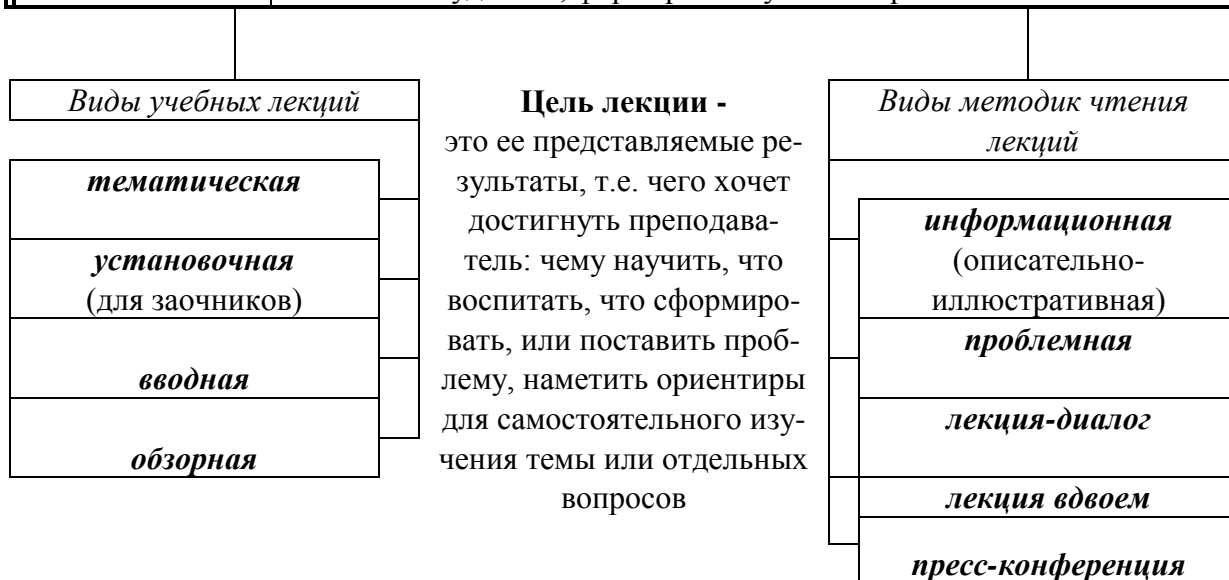 Виды учебных лекций
тематическая
установочная
(для заочников)
вводная
обзорная
Цель лекции -
это ее представляемые ре-
зультаты, т.е. чего хочет
достигнуть преподава-
тель: чему научить, что
воспитать, что сформиро-
вать, или поставить проб-
лему, наметить ориентиры
для самостоятельного изу-
чения темы или отдельных
вопросов
Виды методик чтения
лекций
информационная
(описательно-
иллюстративная)
проблемная
лекция-диалог
лекция вдвоем
пресс-конференция